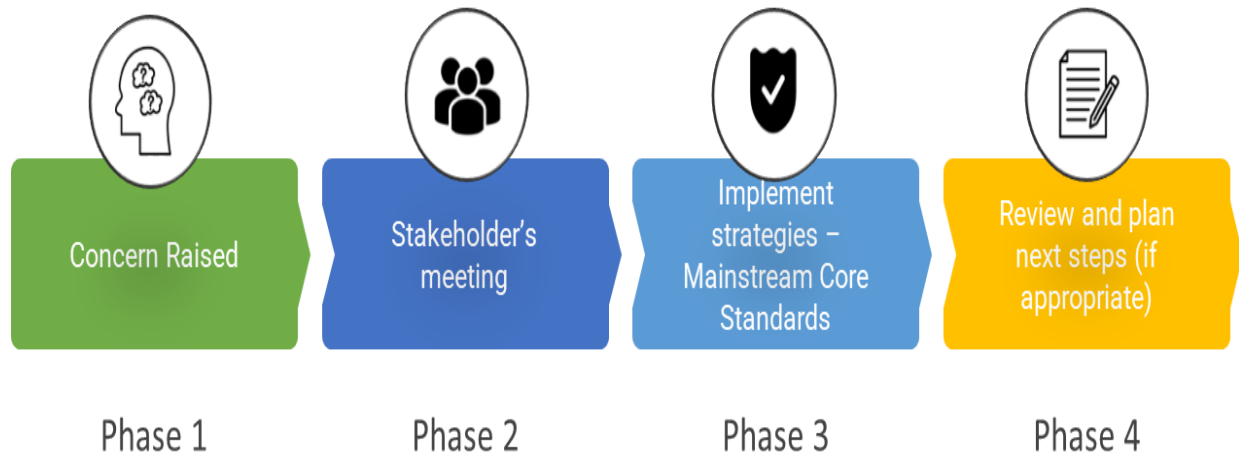 Concern Raised
Stakeholder’s
meeting
Implement
strategies –
Mainstream Core
Standards
Review and plan
next steps (if
appropriate)
Phase 1
Phase 2
Phase 3
Phase 4